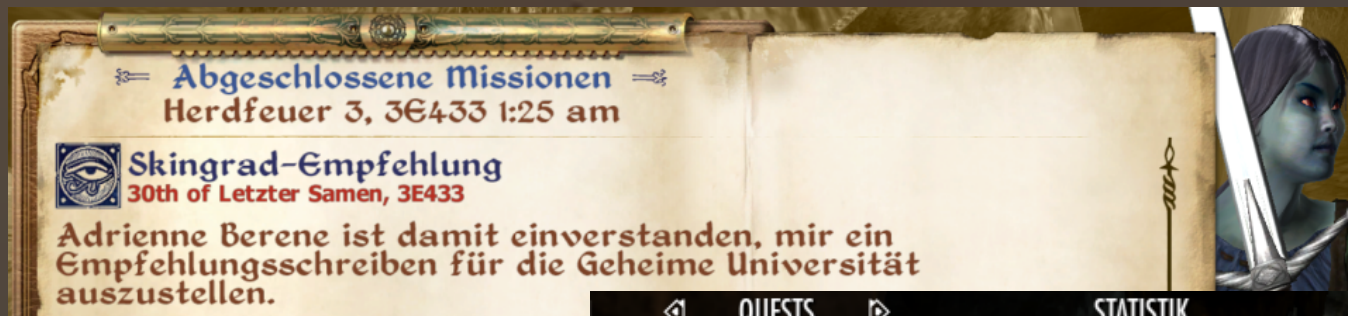 Abgeschlossene Missionen
Herdfeuer 3, 3E433 1:25 am
Skingrad-Empfehlung
30th of Letzter Samen, 3E433
Adrienne Berene ist damit einverstanden, mir ein
Empfehlungsschreiben für die Geheime Universität
auszustellen.
QUESTS STATISTIK